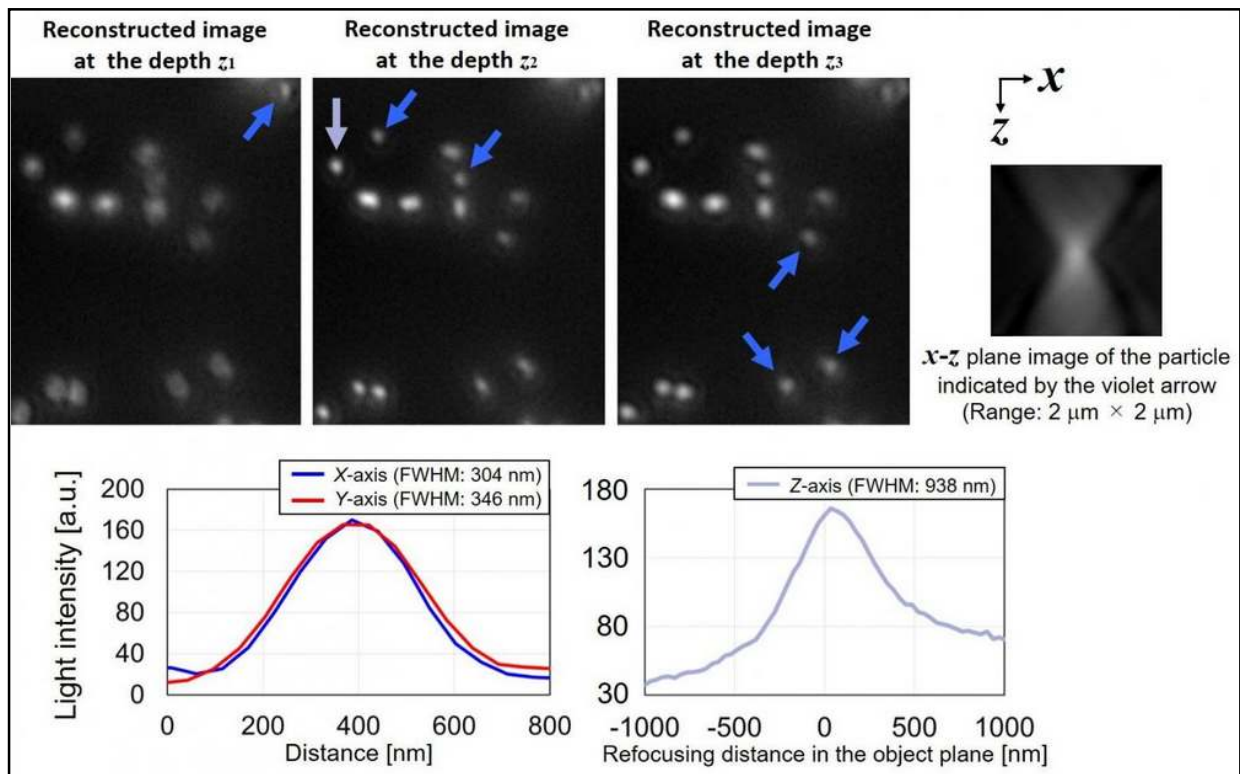 Reconstructed image
at the depth z1
Reconstructed image
at the depth z2
Reconstructed image
at the depth z3
x
z
x-z plane image of the particle
indicated by the violet arrow
(Range: 2 μm × 2 μm)
Light intensity [a.u.]
200
160
120
80
40
0
X-axis (FWHM: 304 nm)
Y-axis (FWHM: 346 nm)
0
200
400
600
800
Distance [nm]
180
130
80
30
Z-axis (FWHM: 938 nm)
-1000
-500
0
500
1000
Refocusing distance in the object plane [nm]